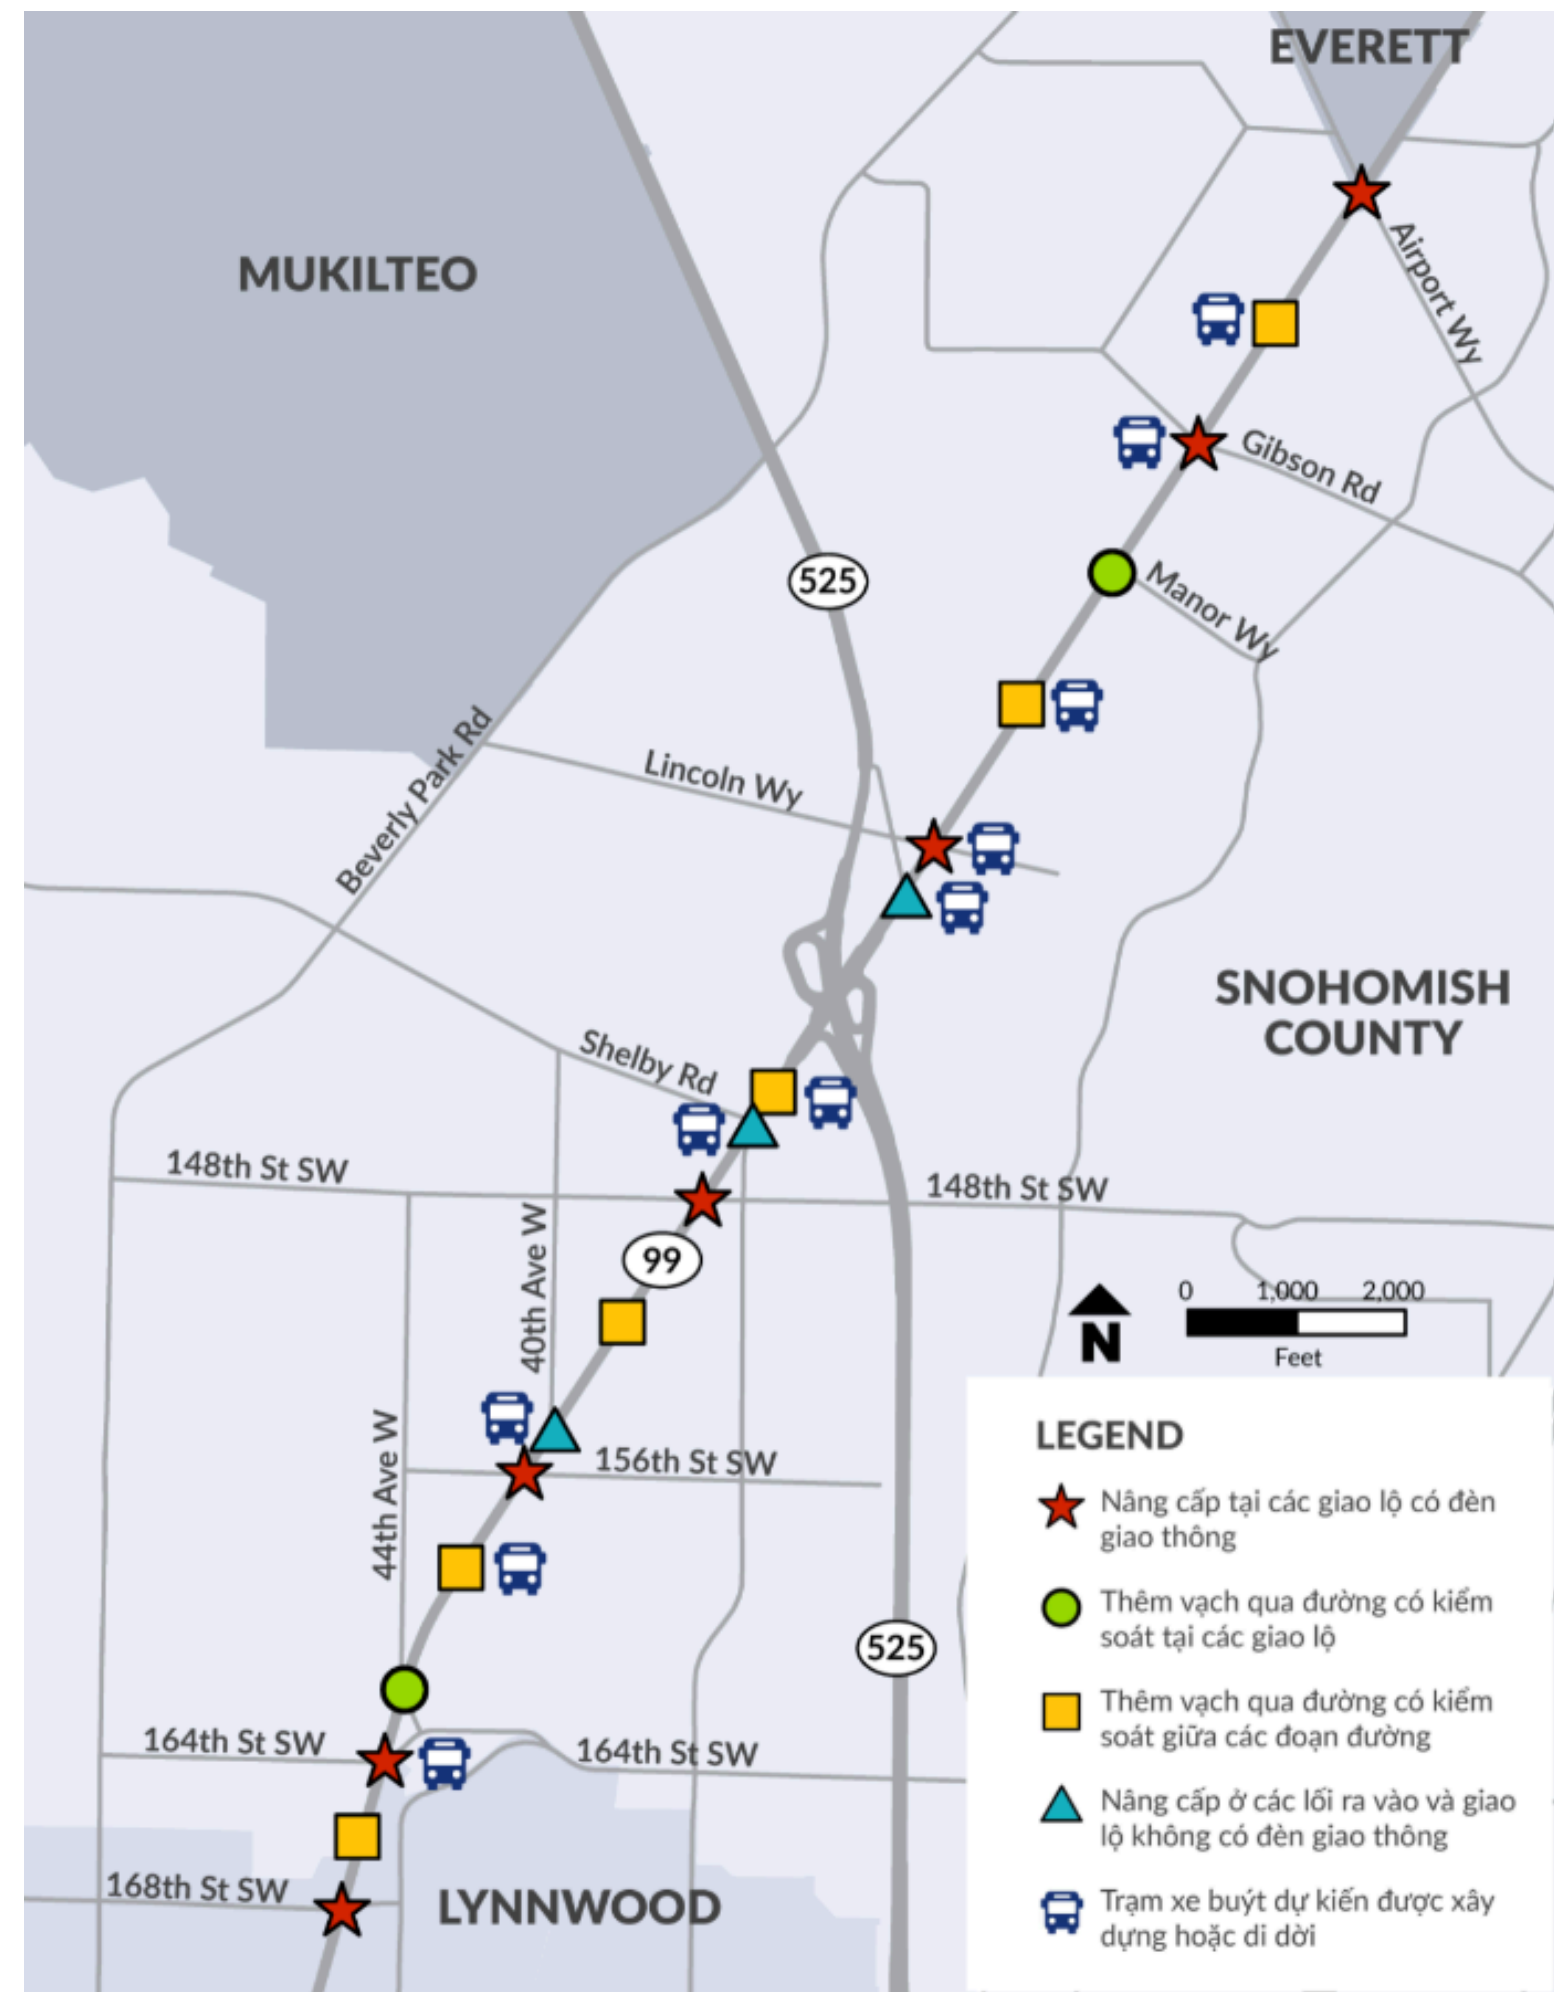 EVERETT
MUKILTEO
Airport Wy
Gibson Rd
525
Manor Wy
Beverly Park Rd
Lincoln Wy
SNOHOMISH
COUNTY
Shelby Rd
148th St SW
148th St SW
99
40th Ave W
0 1,000 2,000
N
Feet
44th Ave W
156th St SW
525
164th St SW
164th St SW
168th St SW
LYNNWOOD
LEGEND
Nâng cấp tại các giao lộ có đèn
giao thông
Thêm vạch qua đường có kiểm
soát tại các giao lộ
Thêm vạch qua đường có kiểm
soát giữa các đoạn đường
Nâng cấp ở các lối ra vào và giao
lộ không có đèn giao thông
Trạm xe buýt dự kiến được xây
dựng hoặc di dời